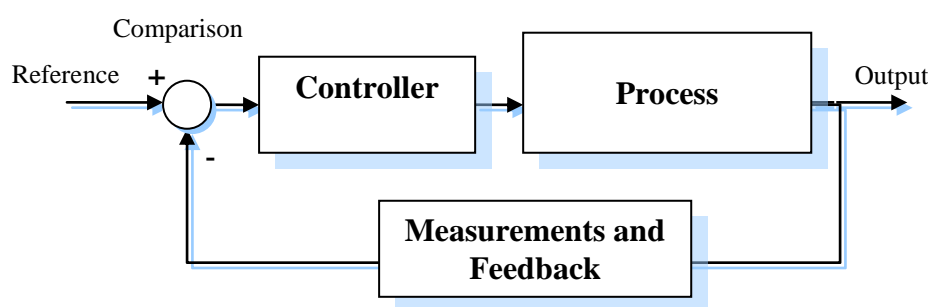 Comparison
Reference
+
Controller
Process
Output
-
Measurements and
Feedback